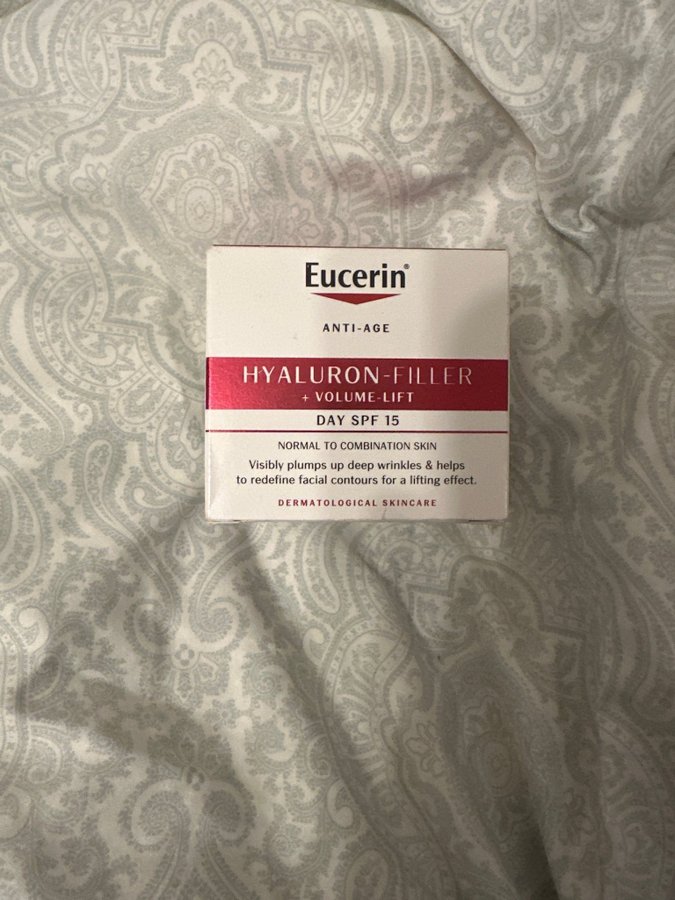 Eucerin®
ANTI-AGE
HYALURON-FILLER
+ VOLUME-LIFT
DAY SPF 15
NORMAL TO COMBINATION SKIN
Visibly plumps up deep wrinkles & helps
to redefine facial contours for a lifting effect.
DERMATOLOGICAL SKINCARE